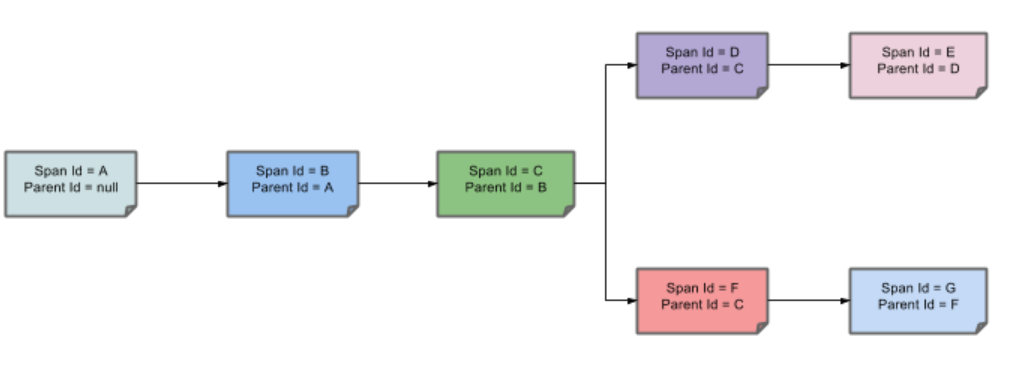 Span Id = A
Parent Id = null
Span Id = B
Parent Id = A
Span Id = C
Parent Id = B
Span Id = D
Parent Id = C
Span Id = E
Parent Id = D
Span Id = F
Parent Id = C
Span Id = G
Parent Id = F